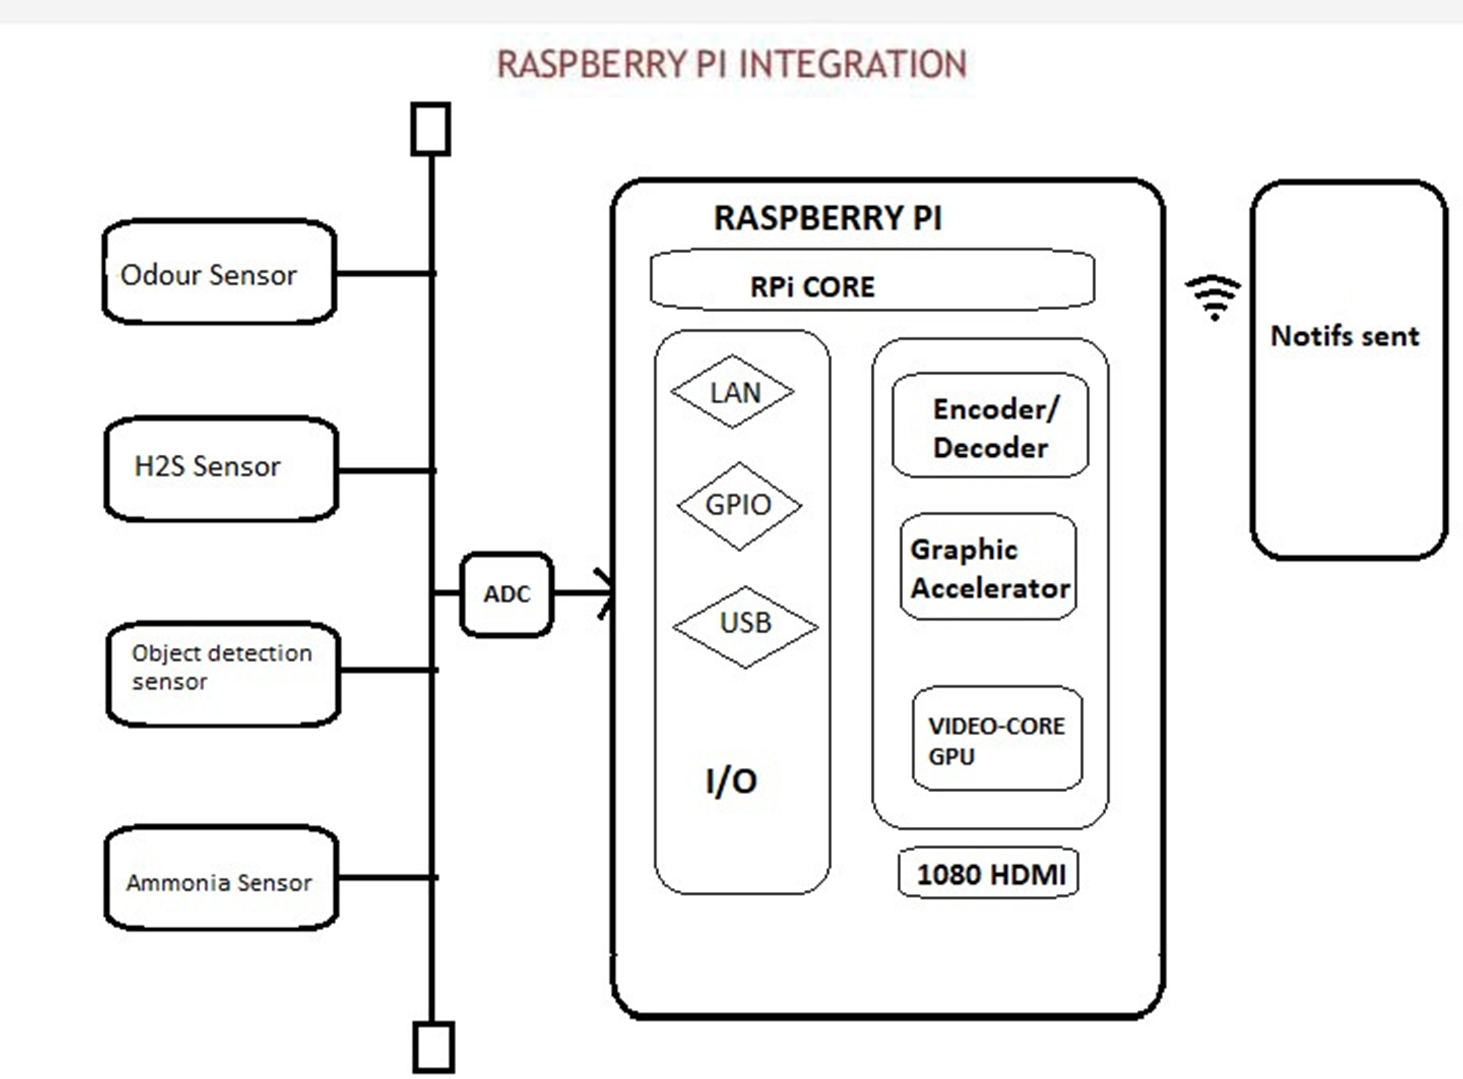 RASPBERRY PI INTEGRATION
Odour Sensor
H2S Sensor
Object detection
sensor
Ammonia Sensor
ADC
RASPBERRY PI
RPi CORE
LAN
GPIO
USB
I/O
Encoder/
Decoder
Graphic
Accelerator
VIDEO-CORE
GPU
1080 HDMI
Notifs sent